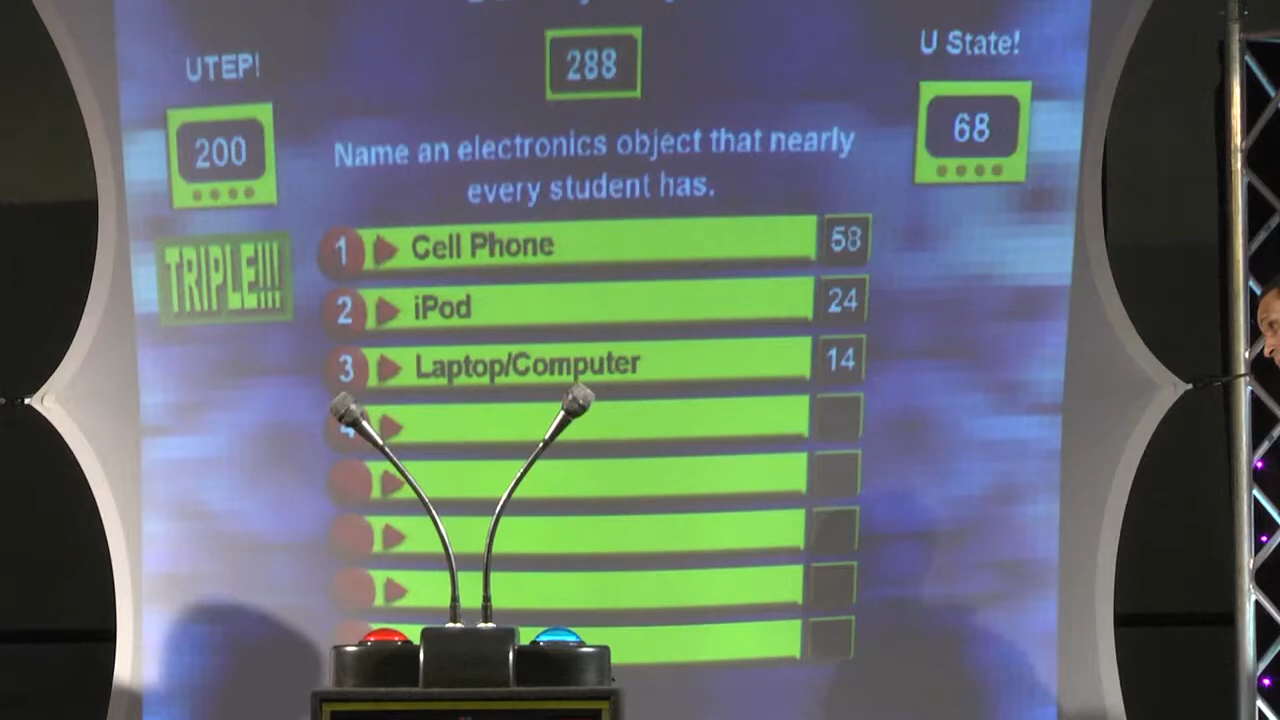 UTEP!
288
U State!
200
68
Name an electronics object that nearly
every student has.
TRIPLE!!!
1 Cell Phone 58
2 iPod 24
3 Laptop/Computer 14
4